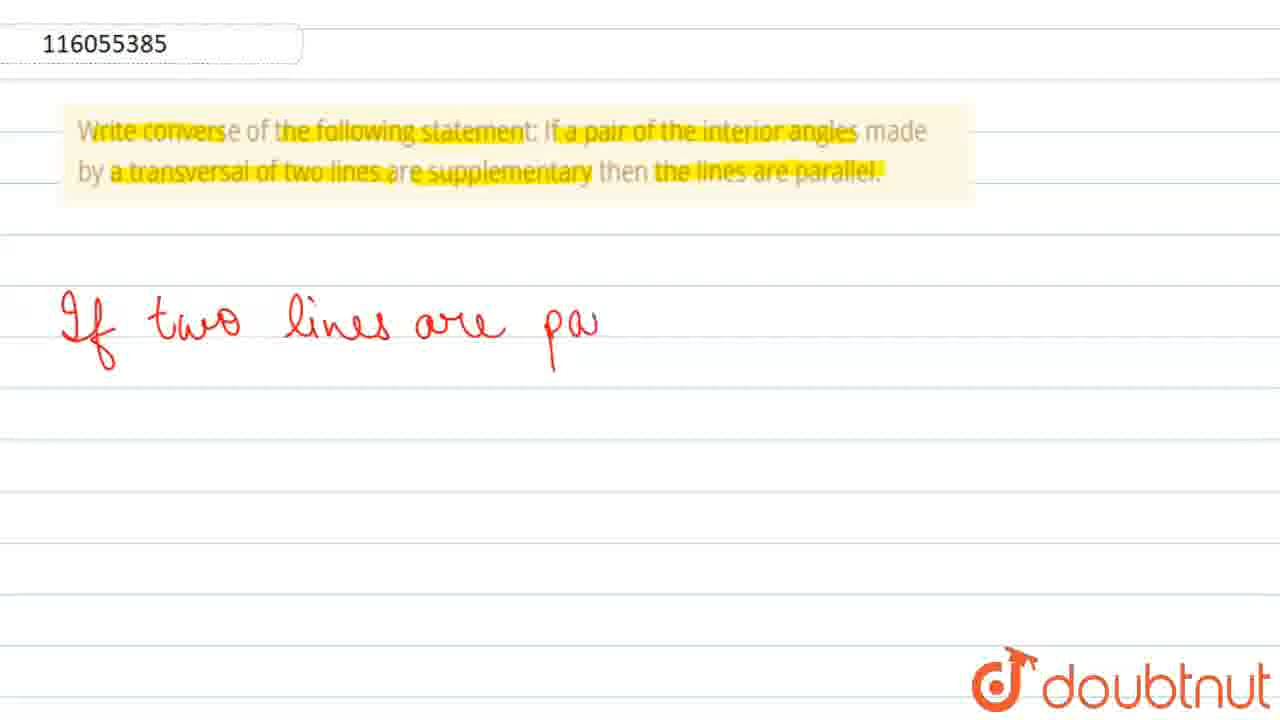 116055385
Write converse of the following statement: If a pair of the interior angles made
by a transversal of two lines are supplementary then the lines are parallel.
If two lines are pa
doubtnut